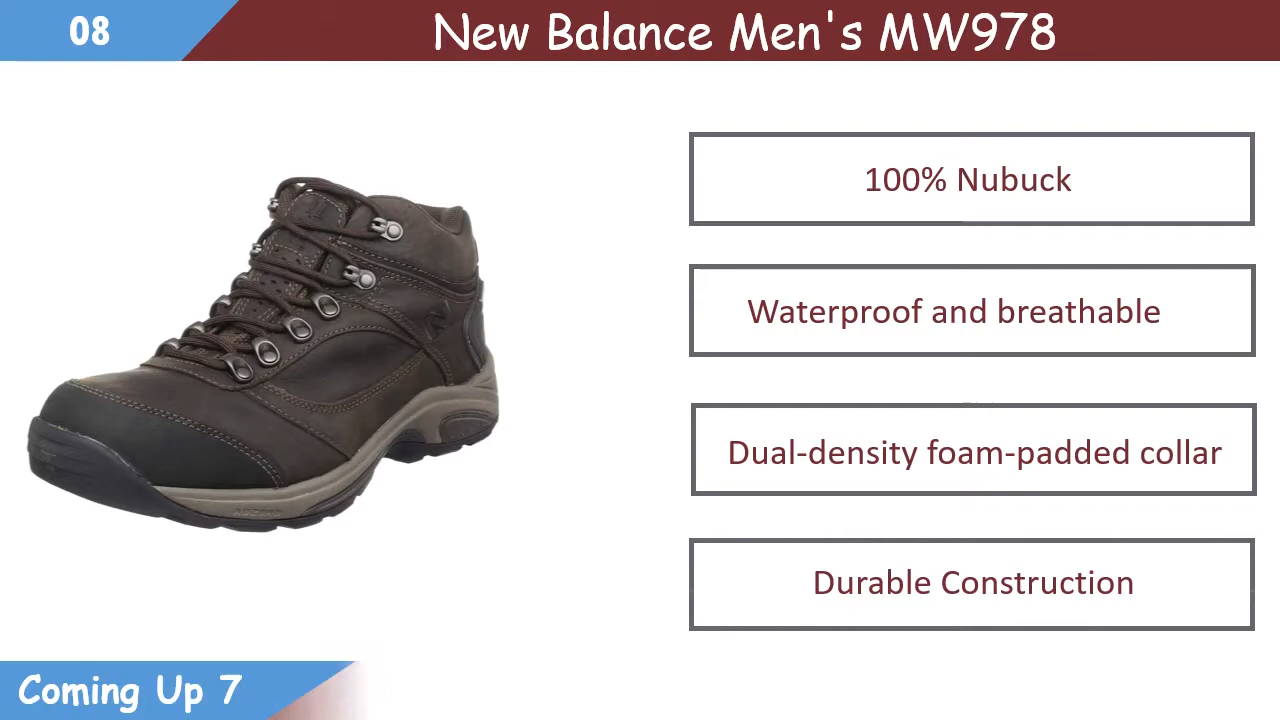 08
New Balance Men's MW978
100% Nubuck
Waterproof and breathable
Dual-density foam-padded collar
Durable Construction
Coming Up 7